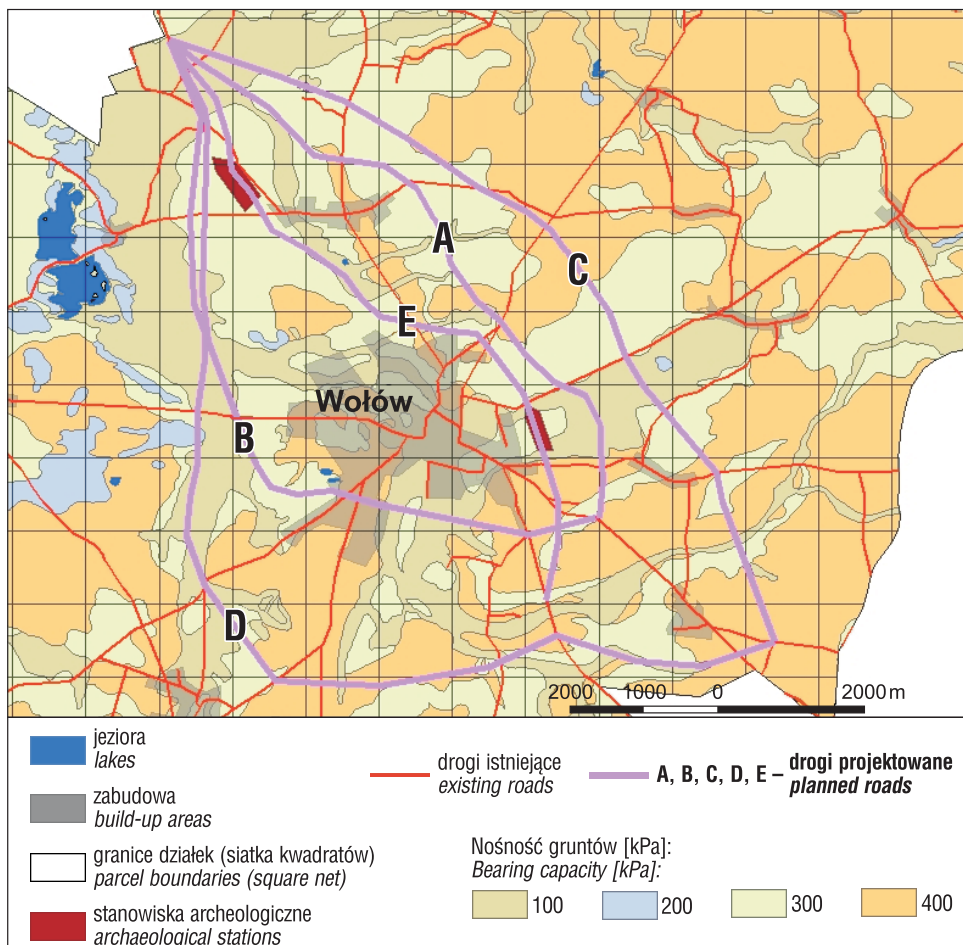 A
C
E
Wołów
B
D
2000 1000 0 2000 m
jeziora
lakes
zabudowa
build-up areas
granice działek (siatka kwadratów)
parcel boundaries (square net)
stanowiska archeologiczne
archaeological stations
drogi istniejące
existing roads
A, B, C, D, E – drogi projektowane
planned roads
Nośność gruntów [kPa]:
Bearing capacity [kPa]:
100 200 300 400